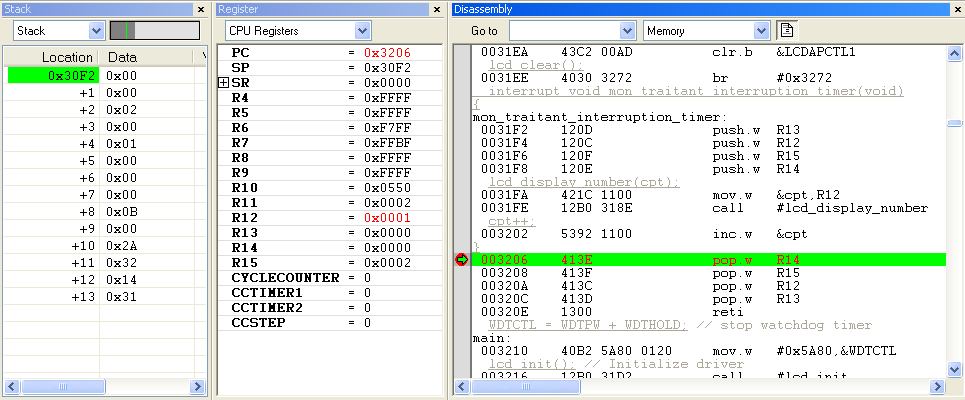 Stack
Stack
Location Data
0x30F2 0x00
+1 0x00
+2 0x02
+3 0x00
+4 0x01
+5 0x00
+6 0x00
+7 0x00
+8 0x0B
+9 0x00
+10 0x2A
+11 0x32
+12 0x14
+13 0x31
Register
CPU Registers
PC = 0x3206
SP = 0x30F2
SR = 0x0000
R4 = 0xFFFF
R5 = 0xFFFF
R6 = 0xF7FF
R7 = 0xFFBF
R8 = 0xFFFF
R9 = 0xFFFF
R10 = 0x0550
R11 = 0x0002
R12 = 0x0001
R13 = 0x0000
R14 = 0x0000
R15 = 0x0002
CYCLECOUNTER = 0
CCTIMER1 = 0
CCTIMER2 = 0
CCSTEP = 0
Disassembly
Go to Memory
0031EA 43C2 00AD clr.b &LCDAPCTL1
lcd_clear();
0031EE 4030 3272 br #0x3272
interrupt void mon_traitant_interruption_timer(void)
{
mon_traitant_interruption_timer:
0031F2 120D push.w R13
0031F4 120C push.w R12
0031F6 120F push.w R15
0031F8 120E push.w R14
lcd_display_number(cpt);
0031FA 421C 1100 mov.w &cpt,R12
0031FE 12B0 318E call #lcd_display_number
cpt++;
003202 5392 1100 inc.w &cpt
}
003206 413E pop.w R14
003208 413F pop.w R15
00320A 413C pop.w R12
00320C 413D pop.w R13
00320E 1300 reti
WDTCTL = WDTPW + WDTHOLD; // stop watchdog timer
main:
003210 40B2 5A80 0120 mov.w #0x5A80,&WDTCTL
lcd_init(); // Initialize driver
003216 12B0 31D2 call #lcd_init